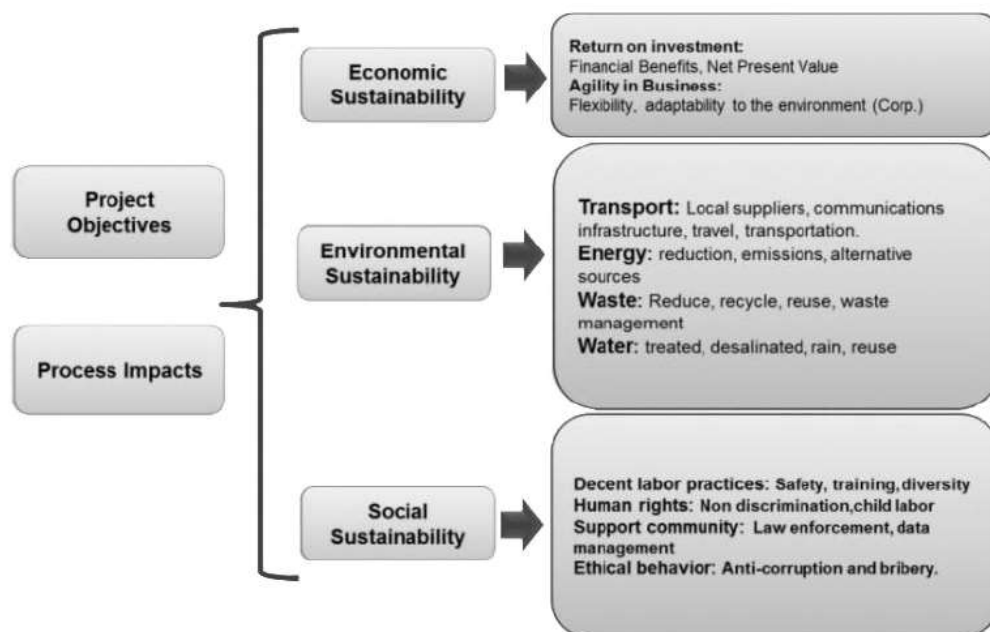 Project
Objectives
Process Impacts
Economic
Sustainability
Return on investment:
Financial Benefits, Net Present Value
Agility in Business:
Flexibility, adaptability to the environment (Corp.)
Environmental
Sustainability
Transport: Local suppliers, communications
infrastructure, travel, transportation.
Energy: reduction, emissions, alternative
sources
Waste: Reduce, recycle, reuse, waste
management
Water: treated, desalinated, rain, reuse
Social
Sustainability
Decent labor practices: Safety, training, diversity
Human rights: Non discrimination,child labor
Support community: Law enforcement, data
management
Ethical behavior: Anti-corruption and bribery.